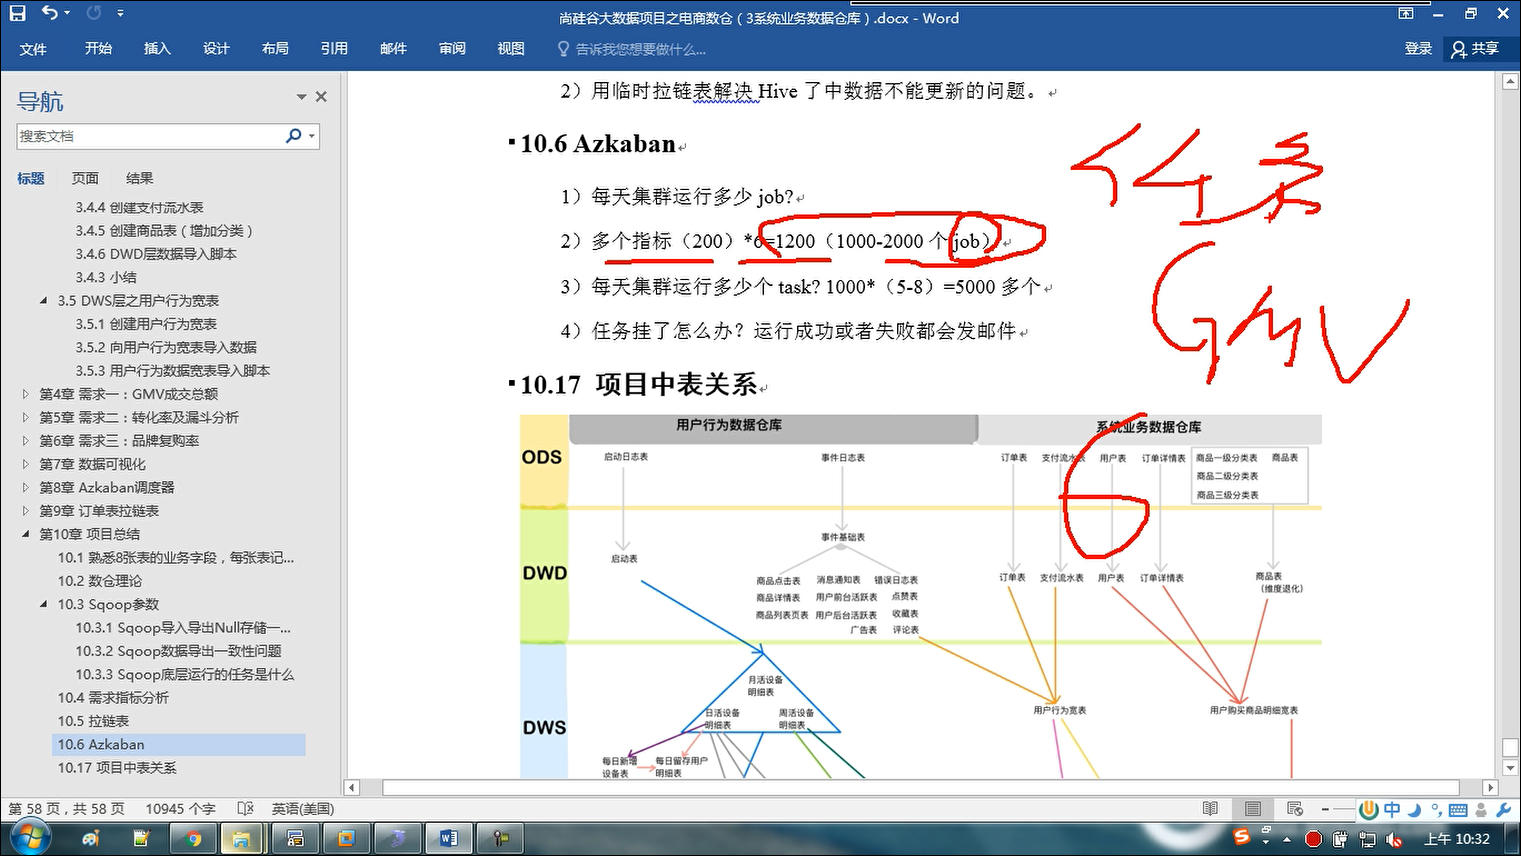 尚硅谷大数据项目之电商数仓（3系统业务数据仓库）.docx - Word
文件 开始 插入 设计 布局 引用 邮件 审阅 视图 告诉我您想要做什么... 登录 共享
导航
搜索文档
标题 页面 结果
3.4.4 创建支付流水表
3.4.5 创建商品表（增加分类）
3.4.6 DWD层数据导入脚本
3.4.3 小结
3.5 DWS层之用户行为宽表
3.5.1 创建用户行为宽表
3.5.2 向用户行为宽表导入数据
3.5.3 用户行为数据宽表导入脚本
第4章 需求一：GMV成交总额
第5章 需求二：转化率及漏斗分析
第6章 需求三：品牌复购率
第7章 数据可视化
第8章 Azkaban调度器
第9章 订单表拉链表
第10章 项目总结
10.1 熟悉8张表的业务字段，每张表记...
10.2 数仓理论
10.3 Sqoop参数
10.3.1 Sqoop导入导出Null存储一...
10.3.2 Sqoop数据导出一致性问题
10.3.3 Sqoop底层运行的任务是什么
10.4 需求指标分析
10.5 拉链表
10.6 Azkaban
10.17 项目中表关系
2）用临时拉链表解决 Hive 了中数据不能更新的问题。
10.6 Azkaban
1）每天集群运行多少 job?
2）多个指标（200）*6=1200（1000-2000 个 job）
3）每天集群运行多少个 task? 1000*（5-8）=5000 多个
4）任务挂了怎么办？运行成功或者失败都会发邮件
GMV
6
10.17 项目中表关系
用户行为数据仓库 系统业务数据仓库
ODS
启动日志表 事件日志表 订单表 支付流水表 用户表 订单详情表 商品一级分类表 商品表
商品二级分类表
商品三级分类表
DWD
事件基础表
启动表
商品点击表 消息通知表 错误日志表
商品详情表 用户前台活跃表 点赞表
商品列表页表 用户后台活跃表 收藏表
广告表 评论表
订单表 支付流水表 用户表 订单详情表 商品表
（维度退化）
DWS
月活设备
明细表
日活设备
明细表
周活设备
明细表
每日新增
设备表
每日留存用户
明细表
用户行为宽表 用户购买商品明细宽表
第 58 页，共 58 页 10945 个字 英语(美国)
中
上午 10:32